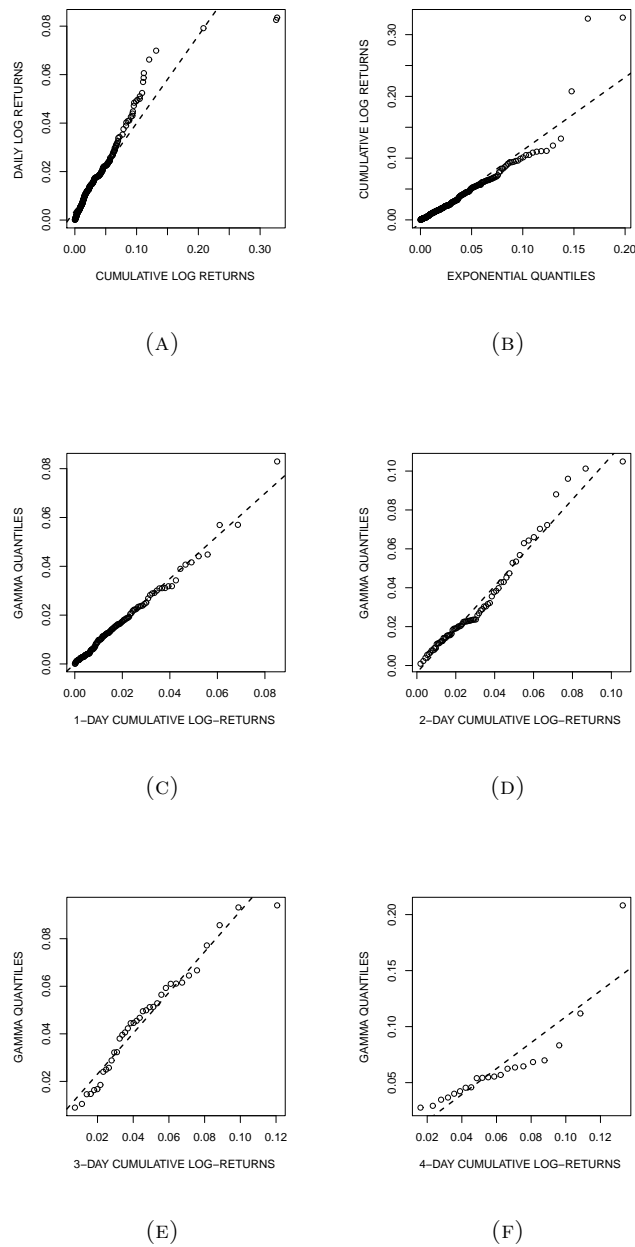 DAILY LOG RETURNS
0.00 0.02 0.04 0.06 0.08
0.00 0.10 0.20 0.30
CUMULATIVE LOG RETURNS
(A)
CUMULATIVE LOG RETURNS
0.00 0.10 0.20 0.30
0.00 0.05 0.10 0.15 0.20
EXPONENTIAL QUANTILES
(B)
GAMMA QUANTILES
0.00 0.02 0.04 0.06 0.08
0.00 0.02 0.04 0.06 0.08
1−DAY CUMULATIVE LOG−RETURNS
(C)
GAMMA QUANTILES
0.00 0.02 0.04 0.06 0.10
0.00 0.02 0.04 0.06 0.08 0.10
2−DAY CUMULATIVE LOG−RETURNS
(D)
GAMMA QUANTILES
0.02 0.04 0.06 0.08
0.02 0.04 0.06 0.08 0.10 0.12
3−DAY CUMULATIVE LOG−RETURNS
(E)
GAMMA QUANTILES
0.05 0.10 0.15 0.20
0.02 0.04 0.06 0.08 0.12
4−DAY CUMULATIVE LOG−RETURNS
(F)